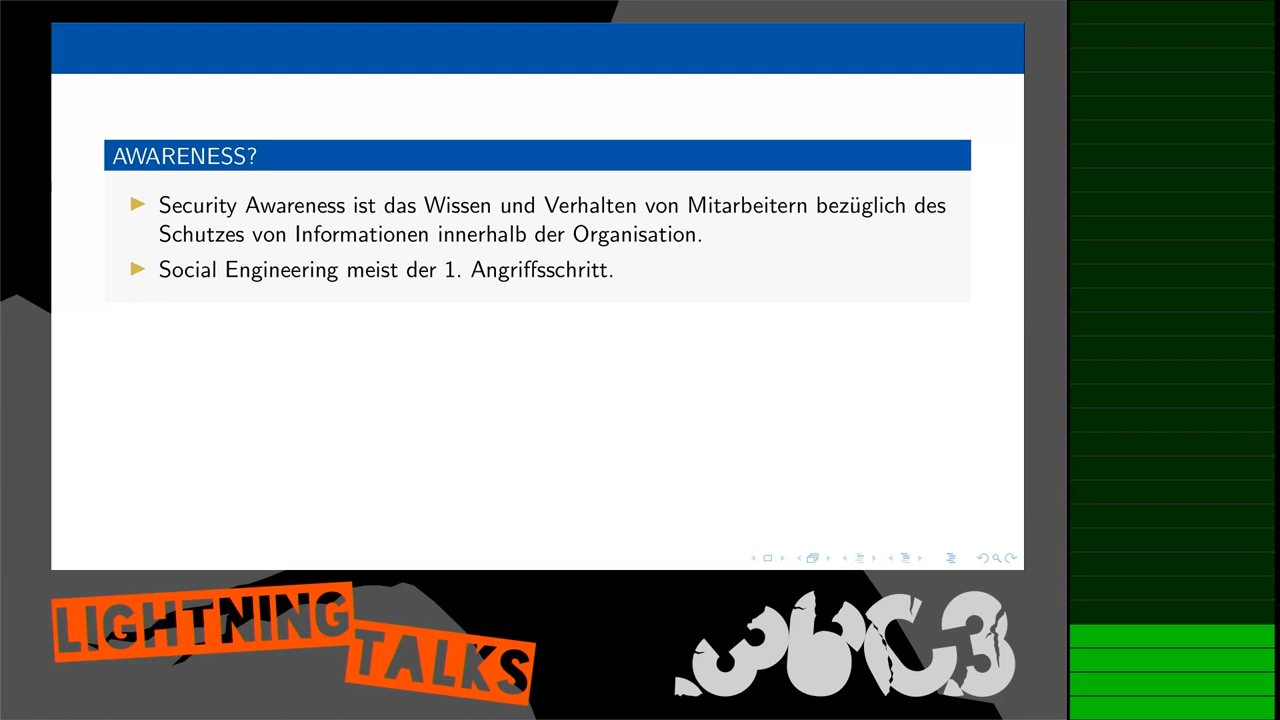 AWARENESS?
Security Awareness ist das Wissen und Verhalten von Mitarbeitern bezüglich des
Schutzes von Informationen innerhalb der Organisation.
Social Engineering meist der 1. Angriffsschritt.
LIGHTNING
TALKS
36C3